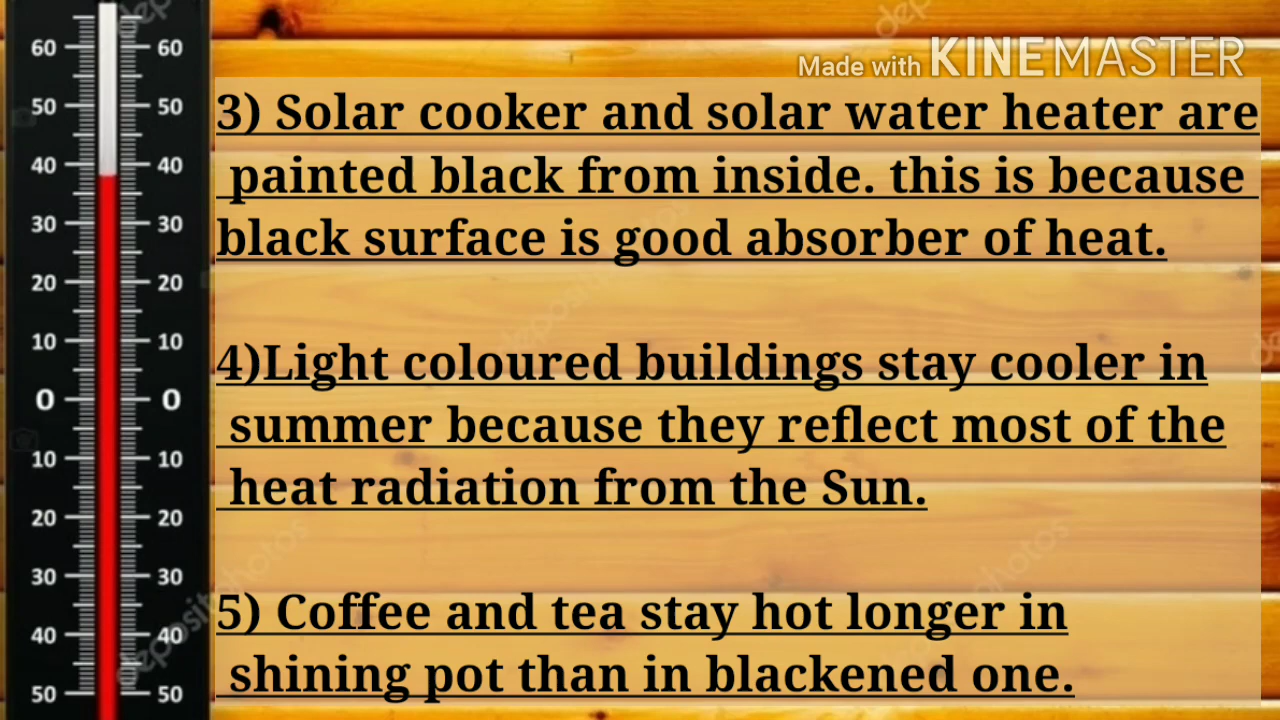 Made with KINEMASTER
3) Solar cooker and solar water heater are
painted black from inside. this is because
black surface is good absorber of heat.
4)Light coloured buildings stay cooler in
summer because they reflect most of the
heat radiation from the Sun.
5) Coffee and tea stay hot longer in
shining pot than in blackened one.
60 60
50 50
40 40
30 30
20 20
10 10
0 0
10 10
20 20
30 30
40 40
50 50
depositphotos